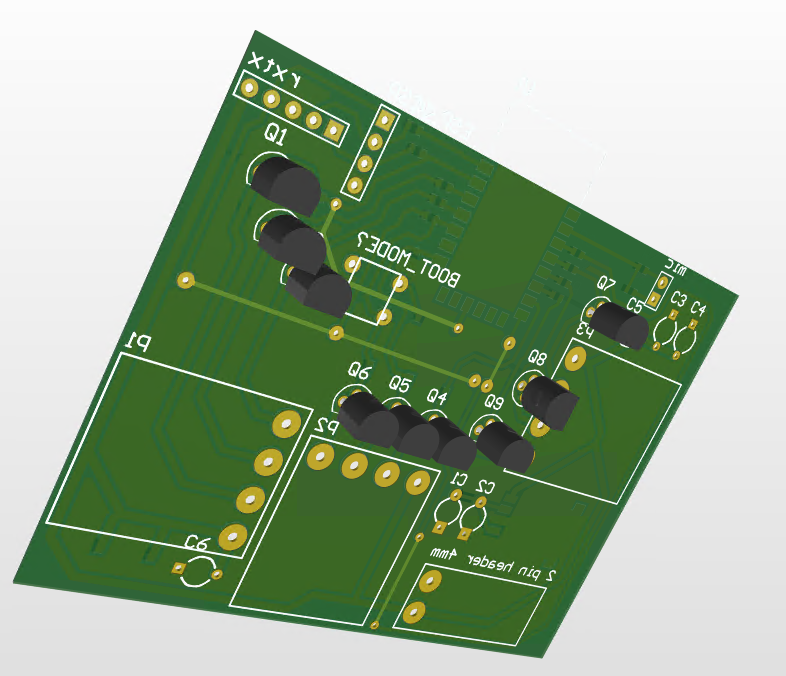 rxtx
Q1
BOOT_MODE?
mic
Q7
C5
C3
C4
P3
Q8
P1
Q6
Q5
Q4
Q9
P2
C1
C2
2 pin header 4mm
C6